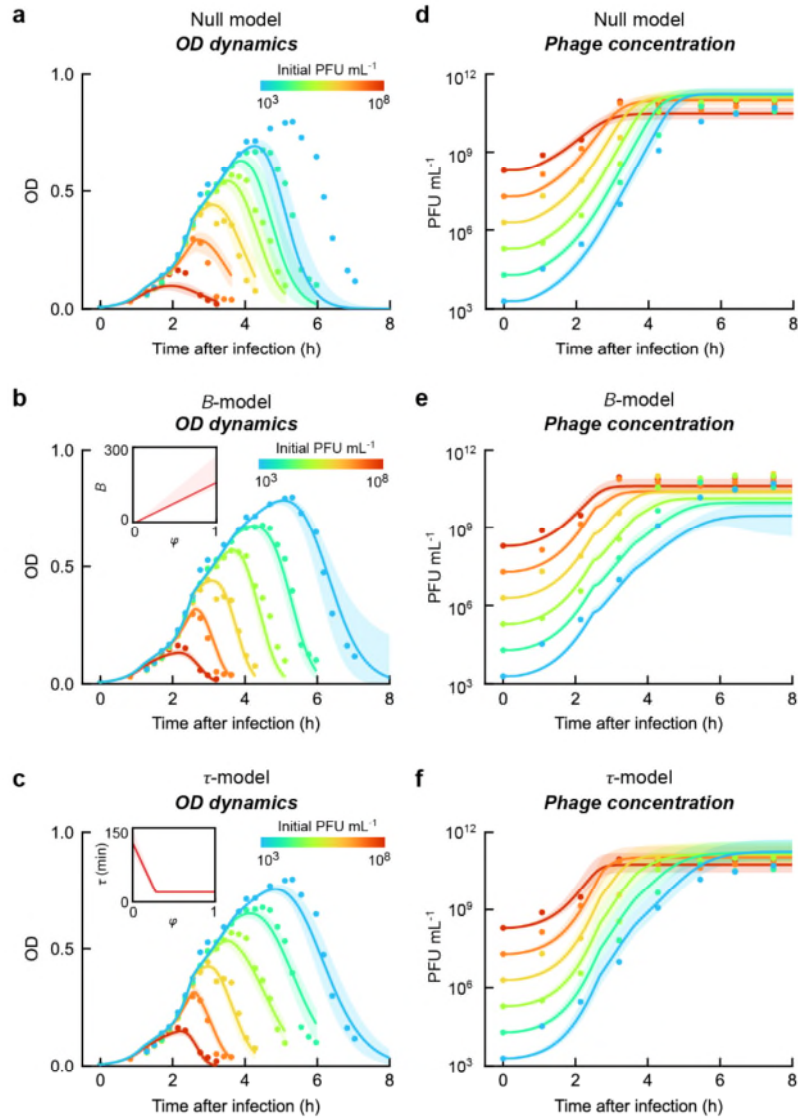 a
Null model
OD dynamics
Initial PFU mL⁻¹
10³ 10⁸
1.0
0.5
0.0
OD
0 2 4 6 8
Time after infection (h)
d
Null model
Phage concentration
10¹²
10⁹
10⁶
10³
PFU mL⁻¹
0 2 4 6 8
Time after infection (h)
b
B-model
OD dynamics
Initial PFU mL⁻¹
10³ 10⁸
300
0
B
0 1
φ
1.0
0.5
0.0
OD
0 2 4 6 8
Time after infection (h)
e
B-model
Phage concentration
10¹²
10⁹
10⁶
10³
PFU mL⁻¹
0 2 4 6 8
Time after infection (h)
c
τ-model
OD dynamics
Initial PFU mL⁻¹
10³ 10⁸
150
0
τ (min)
0 1
φ
1.0
0.5
0.0
OD
0 2 4 6 8
Time after infection (h)
f
τ-model
Phage concentration
10¹²
10⁹
10⁶
10³
PFU mL⁻¹
0 2 4 6 8
Time after infection (h)